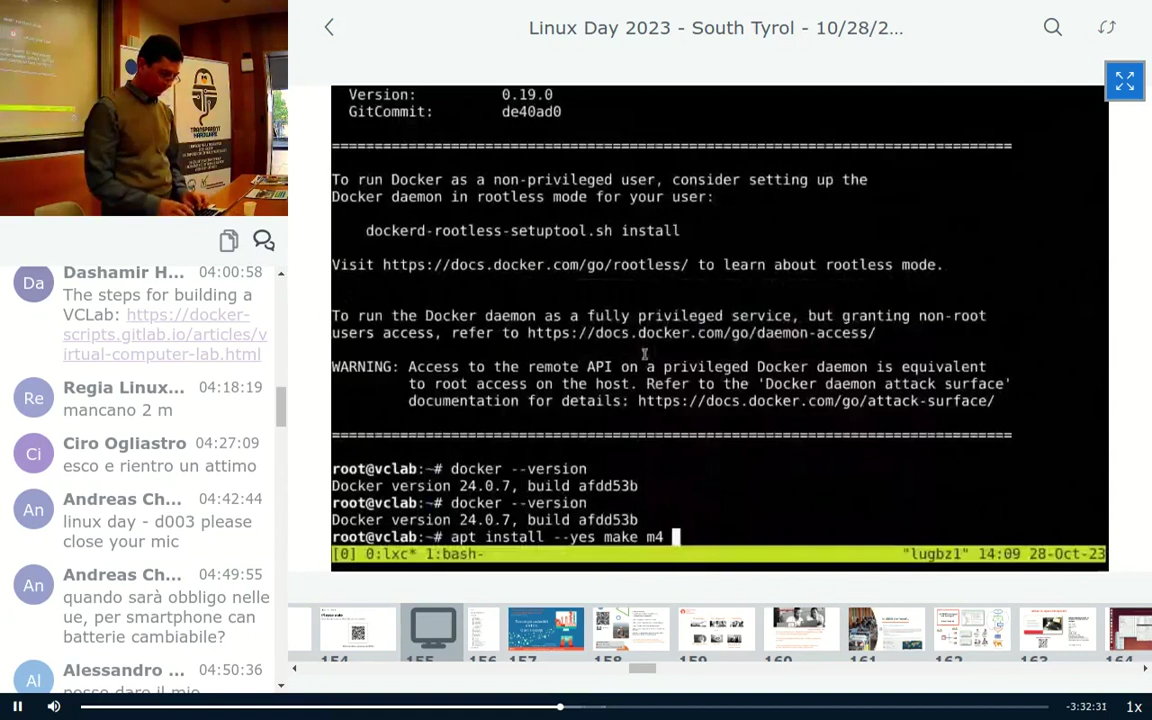 TRANSPARENT
HARDWARE
Linux Day 2023 - South Tyrol - 10/28/2...
Dashamir H... 04:00:58
The steps for building a
VCLab: https://docker-
scripts.gitlab.io/articles/v
irtual-computer-lab.html
Regia Linux... 04:18:19
mancano 2 m
Ciro Ogliastro 04:27:09
esco e rientro un attimo
Andreas Ch... 04:42:44
linux day - d003 please
close your mic
Andreas Ch... 04:49:55
quando sarà obbligo nelle
ue, per smartphone can
batterie cambiabile?
Alessandro ... 04:50:36
posso dare il mio
Da
Re
Ci
An
An
Al
Version: 0.19.0
GitCommit: de40ad0
================================================================================
To run Docker as a non-privileged user, consider setting up the
Docker daemon in rootless mode for your user:
dockerd-rootless-setuptool.sh install
Visit https://docs.docker.com/go/rootless/ to learn about rootless mode.
To run the Docker daemon as a fully privileged service, but granting non-root
users access, refer to https://docs.docker.com/go/daemon-access/
WARNING: Access to the remote API on a privileged Docker daemon is equivalent
to root access on the host. Refer to the 'Docker daemon attack surface'
documentation for details: https://docs.docker.com/go/attack-surface/
================================================================================
root@vclab:~# docker --version
Docker version 24.0.7, build afdd53b
root@vclab:~# docker --version
Docker version 24.0.7, build afdd53b
root@vclab:~# apt install --yes make m4
[0] 0:lxc* 1:bash- "lugbz1" 14:09 28-Oct-23
154 155 156 157 158 159 160 161 162 163 164
-3:32:31 1x